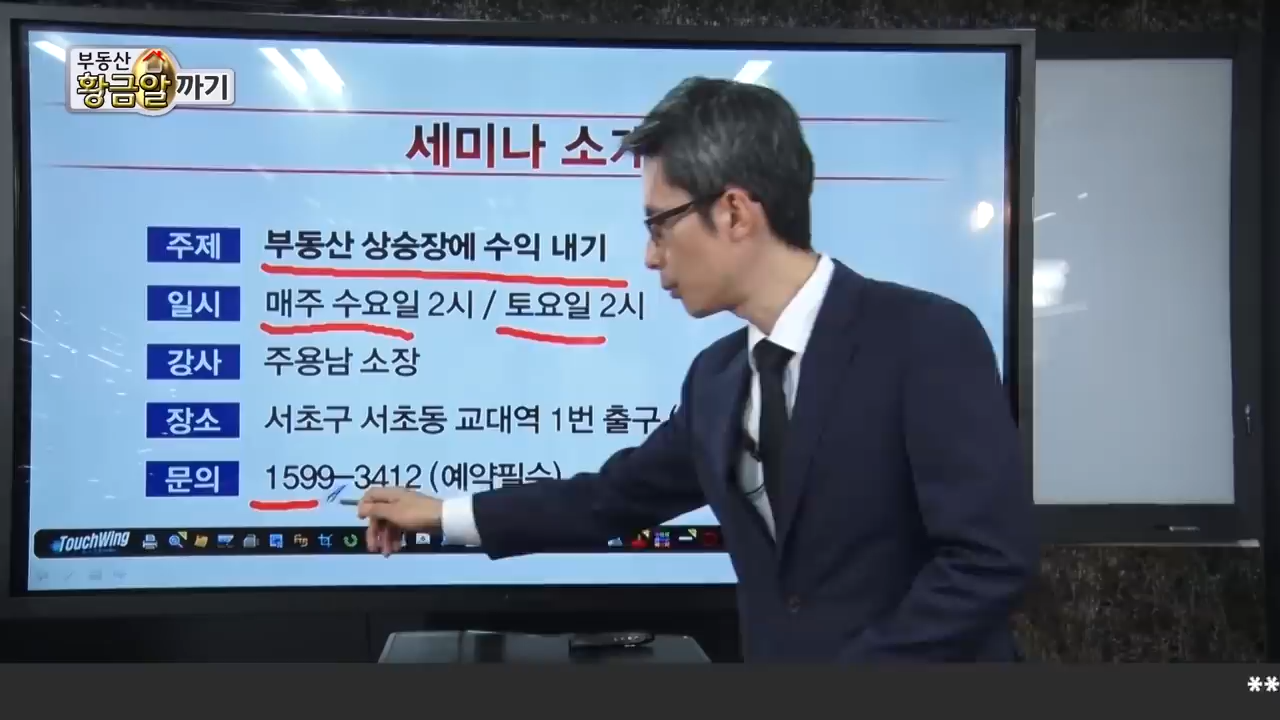 부동산
황금알까기
세미나 소개
주제 부동산 상승장에 수익 내기
일시 매주 수요일 2시 / 토요일 2시
강사 주용남 소장
장소 서초구 서초동 교대역 1번 출구 (
문의 1599-3412 (예약필수)
TouchWing
**